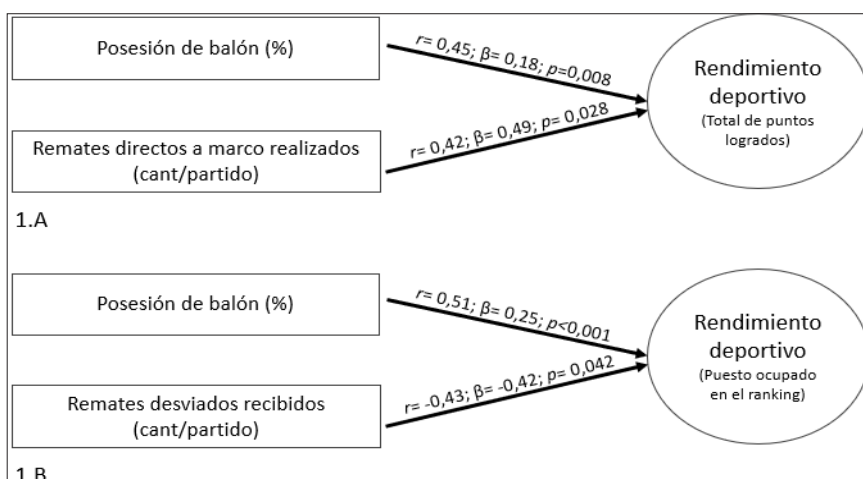 Posesión de balón (%)
r= 0,45; β= 0,18; p=0,008
Rendimiento
deportivo
(Total de puntos
logrados)
Remates directos a marco realizados
(cant/partido)
r= 0,42; β= 0,49; p= 0,028
1.A
Posesión de balón (%)
r= 0,51; β= 0,25; p<0,001
Rendimiento
deportivo
(Puesto ocupado
en el ranking)
Remates desviados recibidos
(cant/partido)
r= -0,43; β= -0,42; p= 0,042
1.B